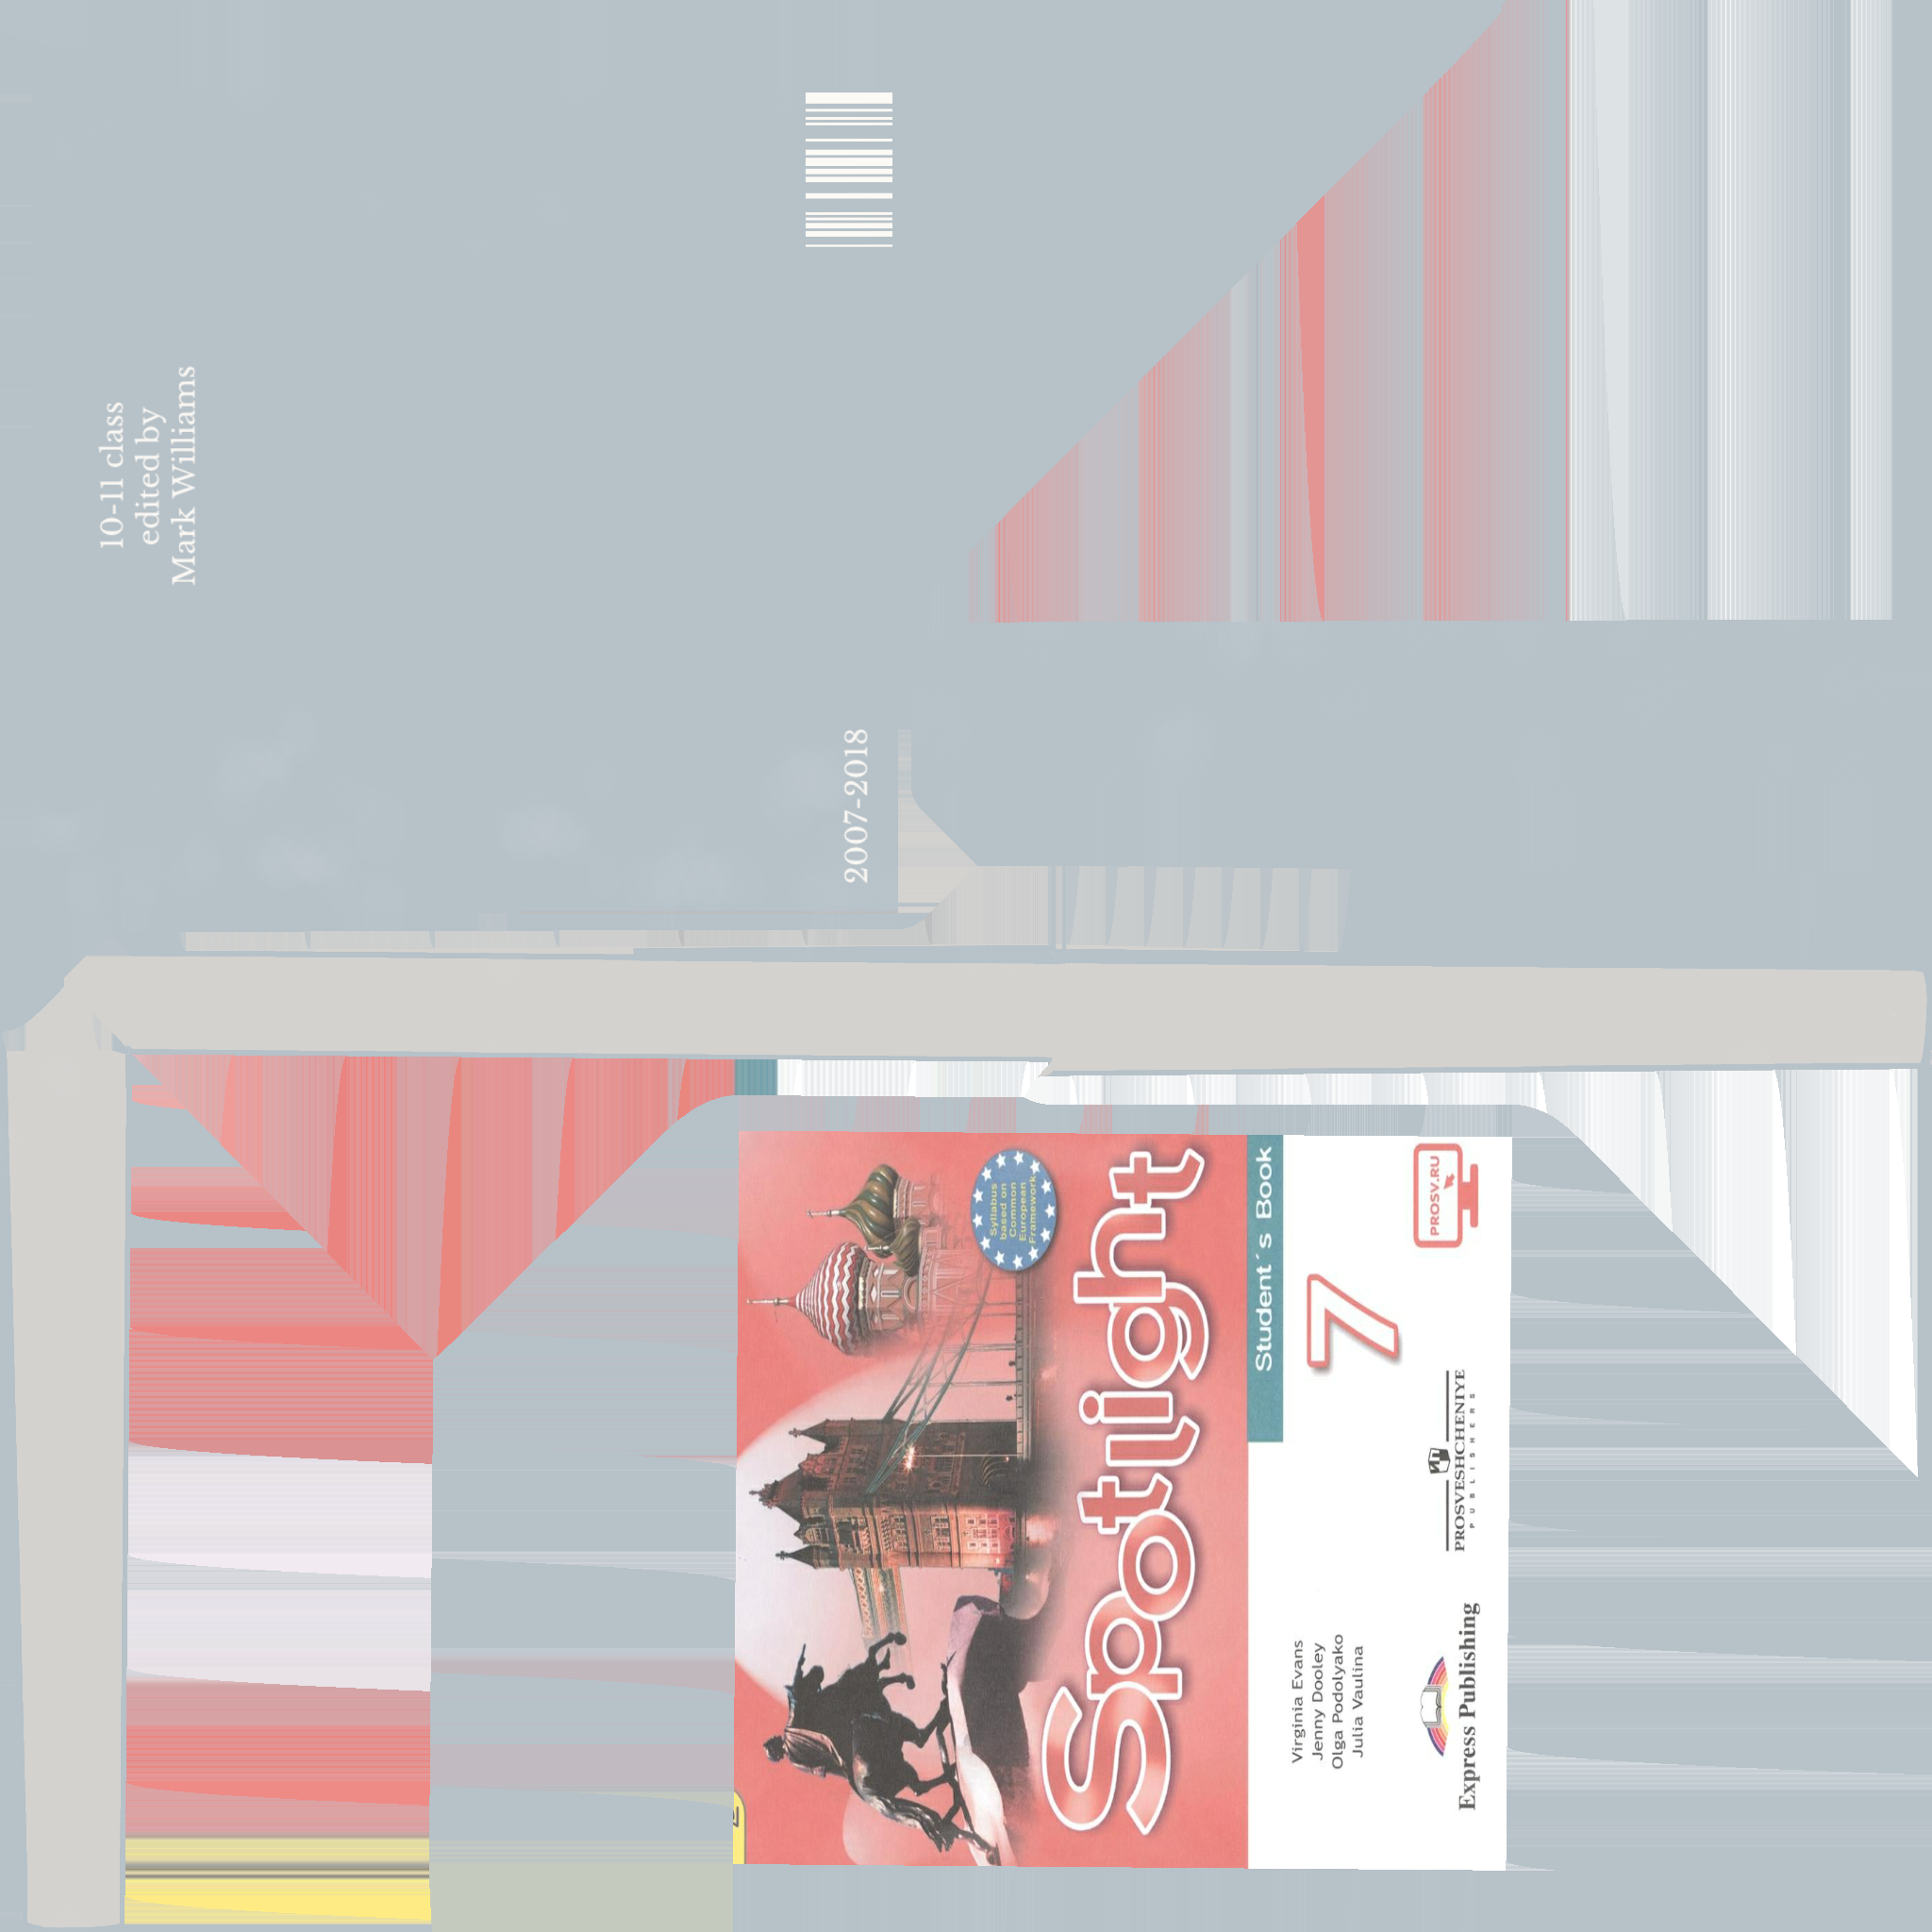 10-11 class
edited by
Mark Williams
2007-2018
Syllabus
based on
Common
European
Framework
Spotlight
Student´s Book
7
PROSV.RU
PROSVESHCHENIYE
PUBLISHERS
Virginia Evans
Jenny Dooley
Olga Podolyako
Julia Vaulina
Express Publishing